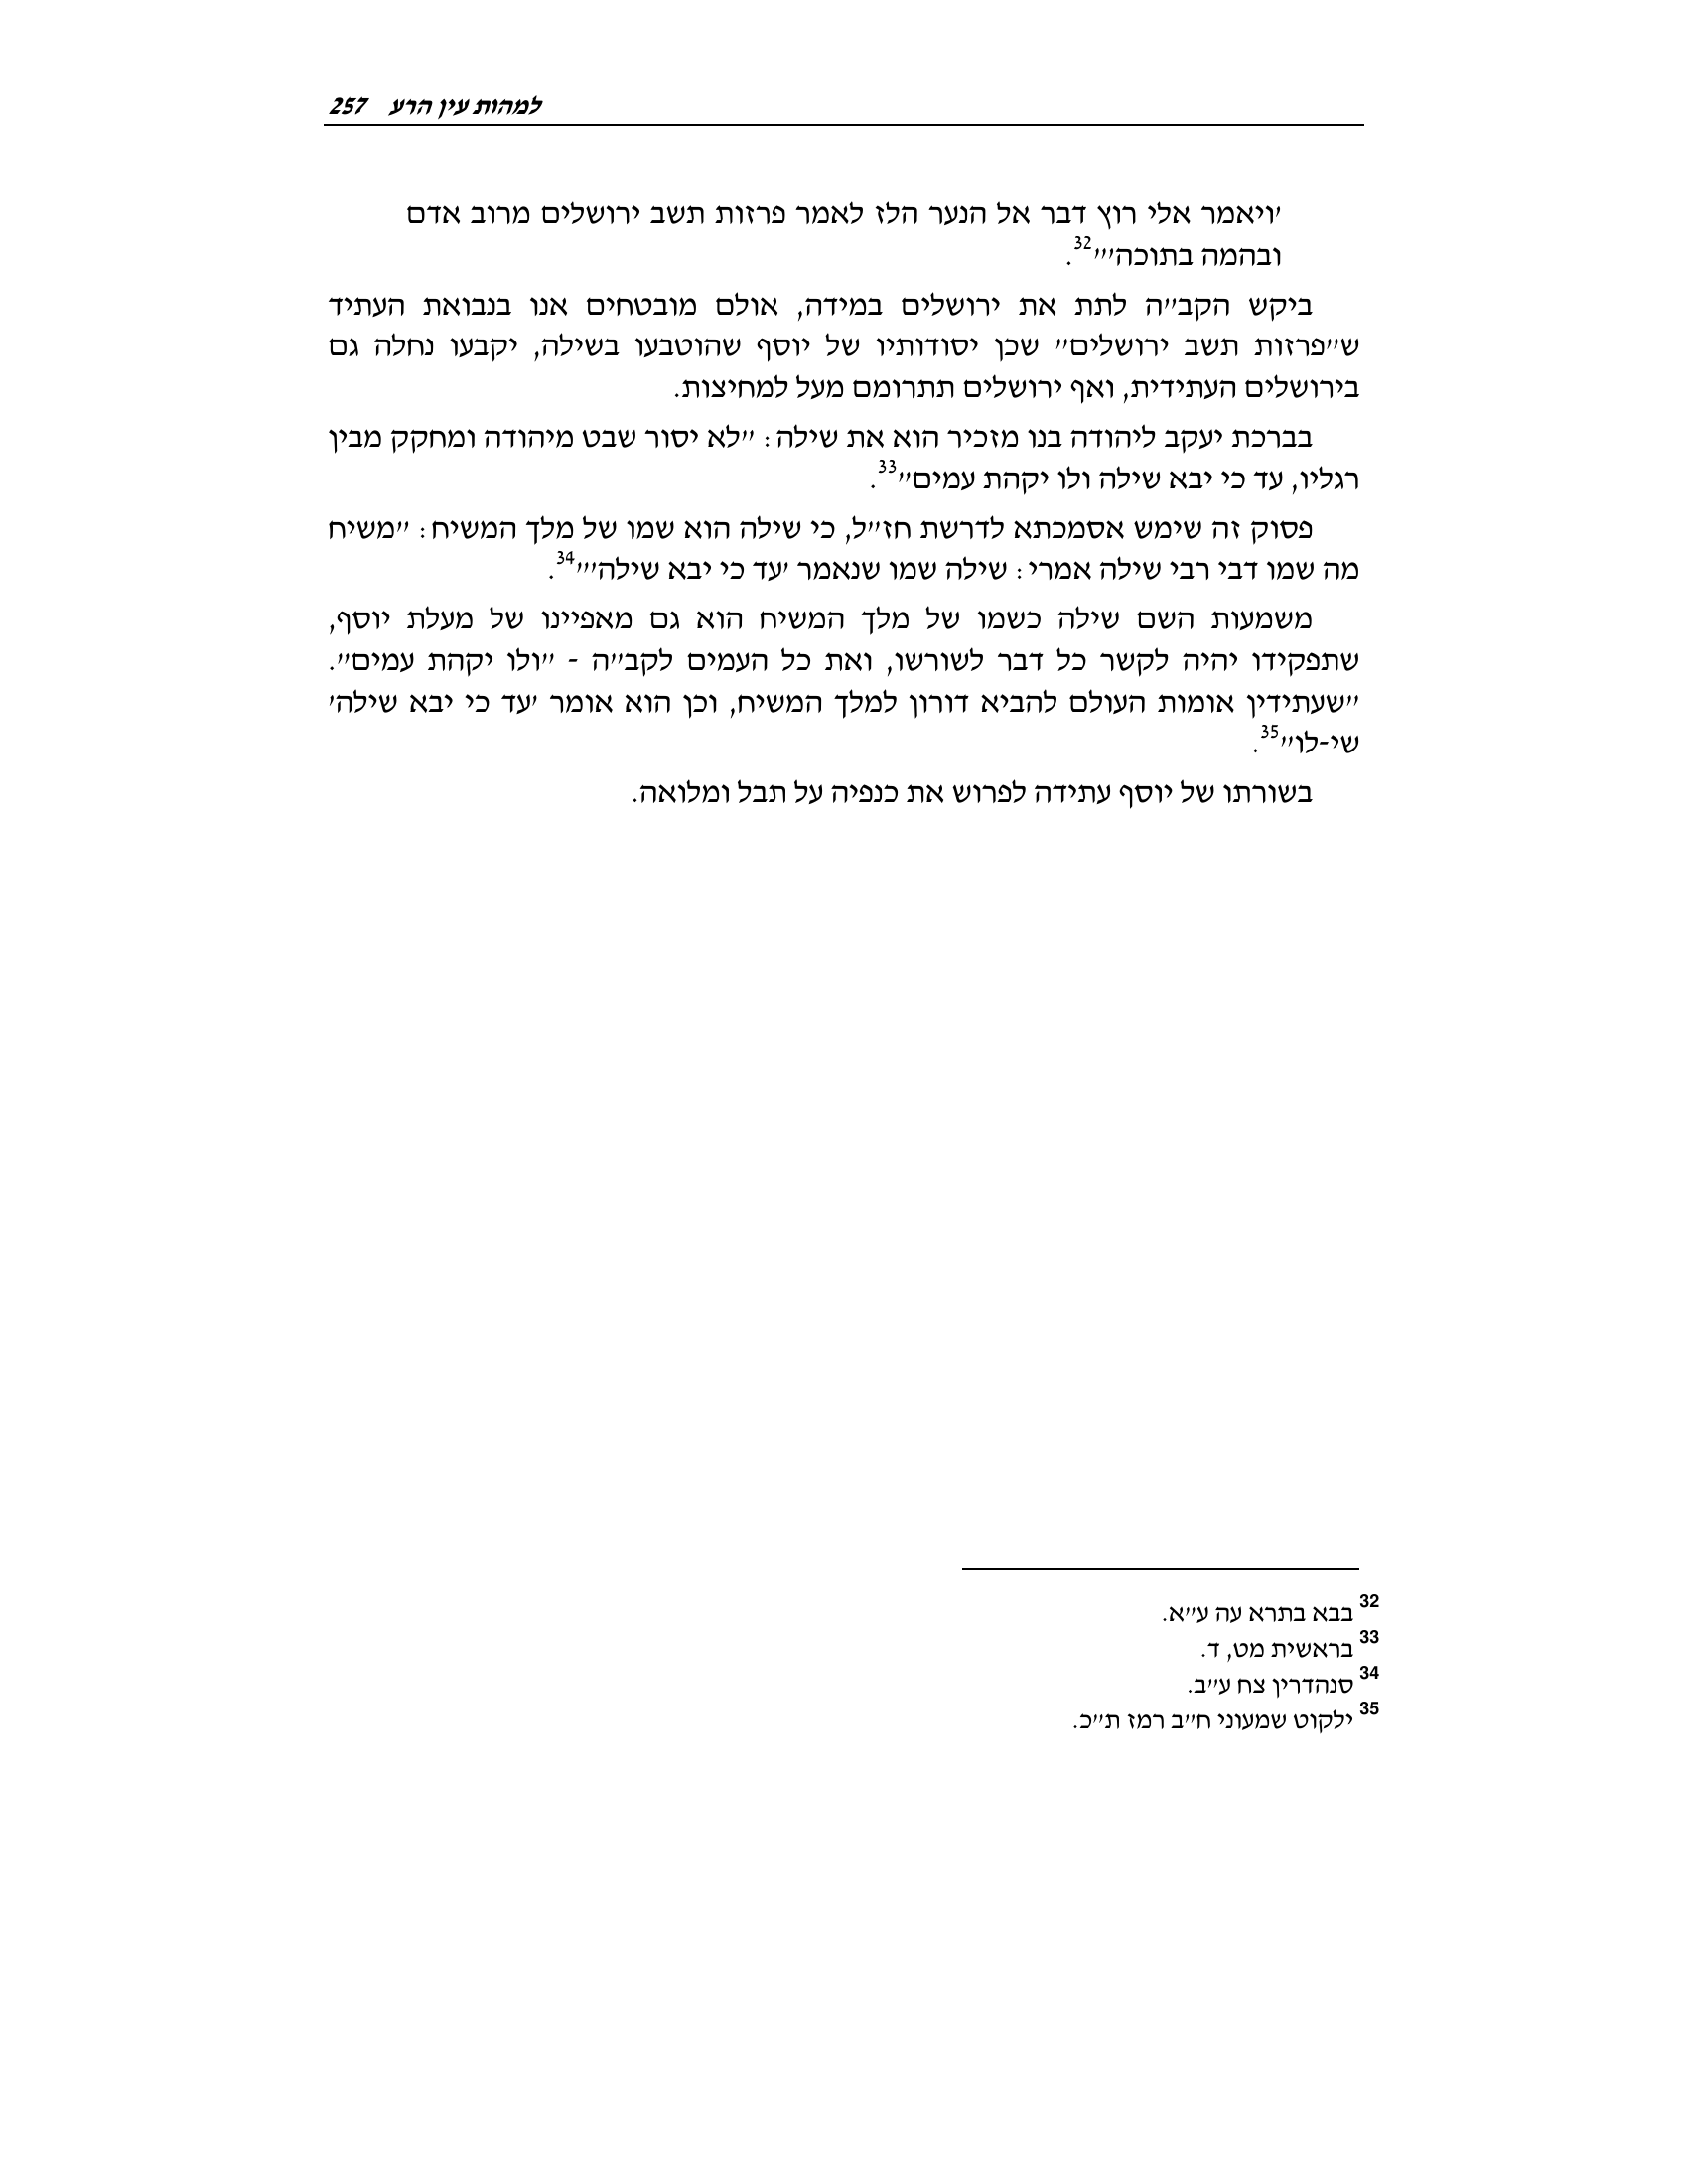 למהות עין הרע 257
'ויאמר אלי רוץ דבר אל הנער הלז לאמר פרזות תשב ירושלים מרוב אדם
ובהמה בתוכה'"32.
ביקש הקב"ה לתת את ירושלים במידה, אולם מובטחים אנו בנבואת העתיד
ש"פרזות תשב ירושלים" שכן יסודותיו של יוסף שהוטבעו בשילה, יקבעו נחלה גם
בירושלים העתידית, ואף ירושלים תתרומם מעל למחיצות.
בברכת יעקב ליהודה בנו מזכיר הוא את שילה: "לא יסור שבט מיהודה ומחקק מבין
רגליו, עד כי יבא שילה ולו יקהת עמים"33.
פסוק זה שימש אסמכתא לדרשת חז"ל, כי שילה הוא שמו של מלך המשיח: "משיח
מה שמו דבי רבי שילה אמרי: שילה שמו שנאמר 'עד כי יבא שילה'"34.
משמעות השם שילה כשמו של מלך המשיח הוא גם מאפיינו של מעלת יוסף,
שתפקידו יהיה לקשר כל דבר לשורשו, ואת כל העמים לקב"ה - "ולו יקהת עמים".
"שעתידין אומות העולם להביא דורון למלך המשיח, וכן הוא אומר 'עד כי יבא שילה'
שי-לו"35.
בשורתו של יוסף עתידה לפרוש את כנפיה על תבל ומלואה.
32 בבא בתרא עה ע"א.
33 בראשית מט, ד.
34 סנהדרין צח ע"ב.
35 ילקוט שמעוני ח"ב רמז ת"כ.